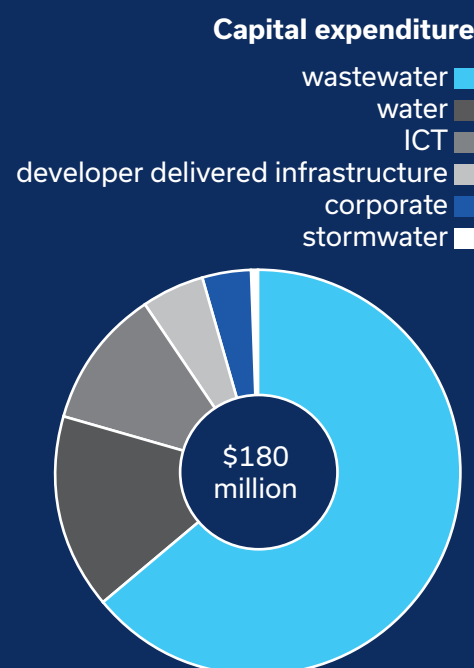 Capital expenditure
wastewater
water
ICT
developer delivered infrastructure
corporate
stormwater
$180
million